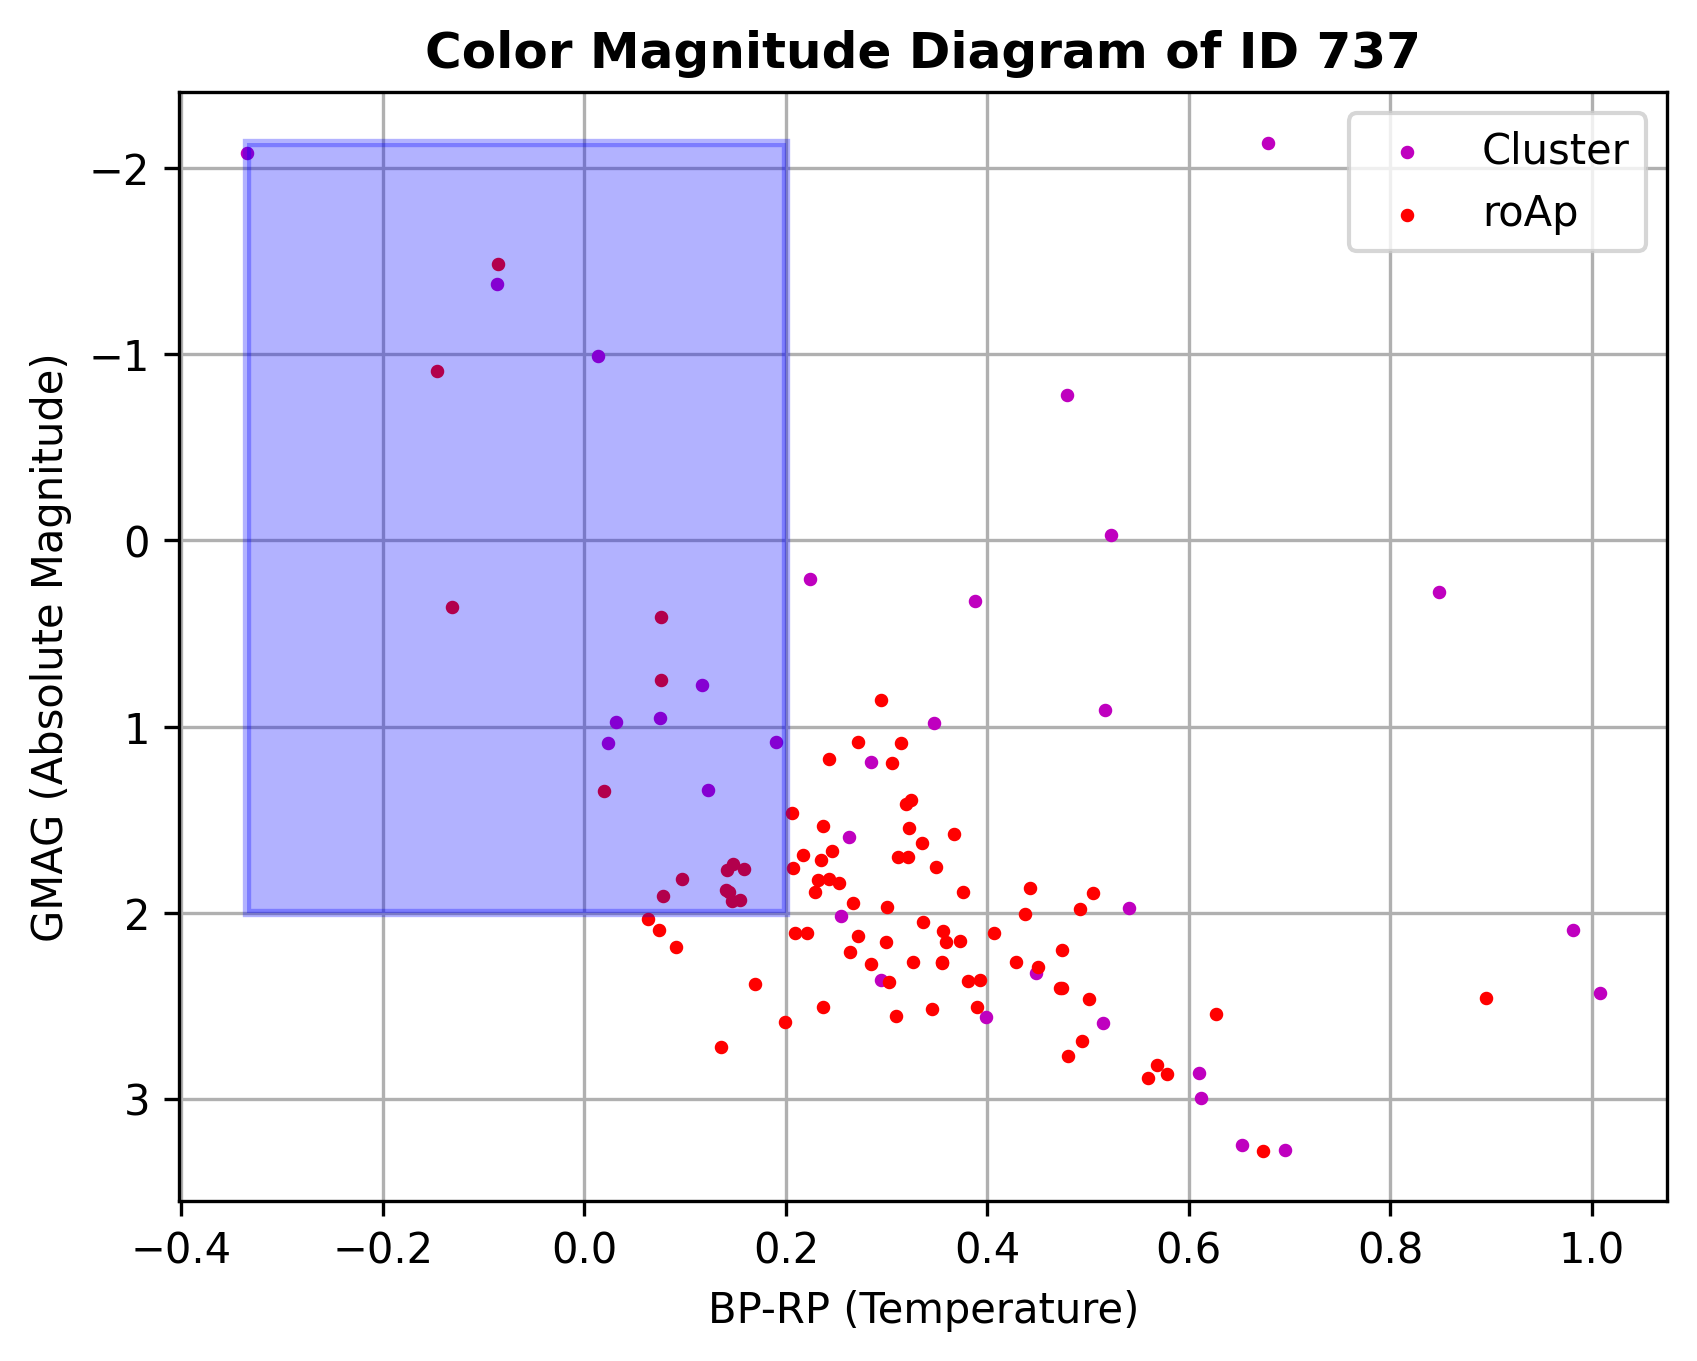 Color Magnitude Diagram of ID 737
Cluster
roAp
GMAG (Absolute Magnitude)
−2
−1
0
1
2
3
−0.4 −0.2 0.0 0.2 0.4 0.6 0.8 1.0
BP-RP (Temperature)